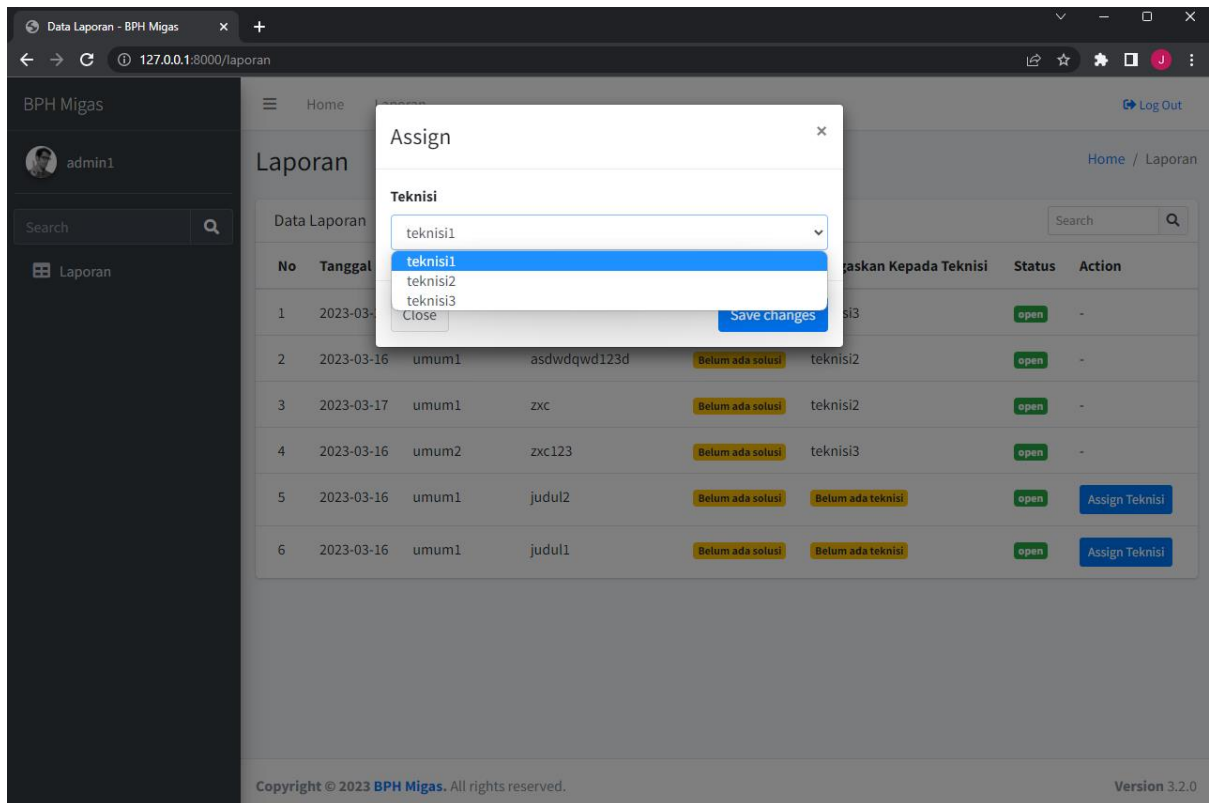 Data Laporan - BPH Migas
127.0.0.1:8000/laporan
J
BPH Migas
Home
Log Out
admin1
Laporan
Home / Laporan
Search
Laporan
Assign
×
Teknisi
teknisi1
teknisi1
teknisi2
teknisi3
Close
Save changes
Data Laporan
Search
No Tanggal Kepada Teknisi Status Action
1 2023-03- open -
2 2023-03-16 umum1 asdwdqwd123d Belum ada solusi teknisi2 open -
3 2023-03-17 umum1 zxc Belum ada solusi teknisi2 open -
4 2023-03-16 umum2 zxc123 Belum ada solusi teknisi3 open -
5 2023-03-16 umum1 judul2 Belum ada solusi Belum ada teknisi open Assign Teknisi
6 2023-03-16 umum1 judul1 Belum ada solusi Belum ada teknisi open Assign Teknisi
Copyright © 2023 BPH Migas. All rights reserved.
Version 3.2.0